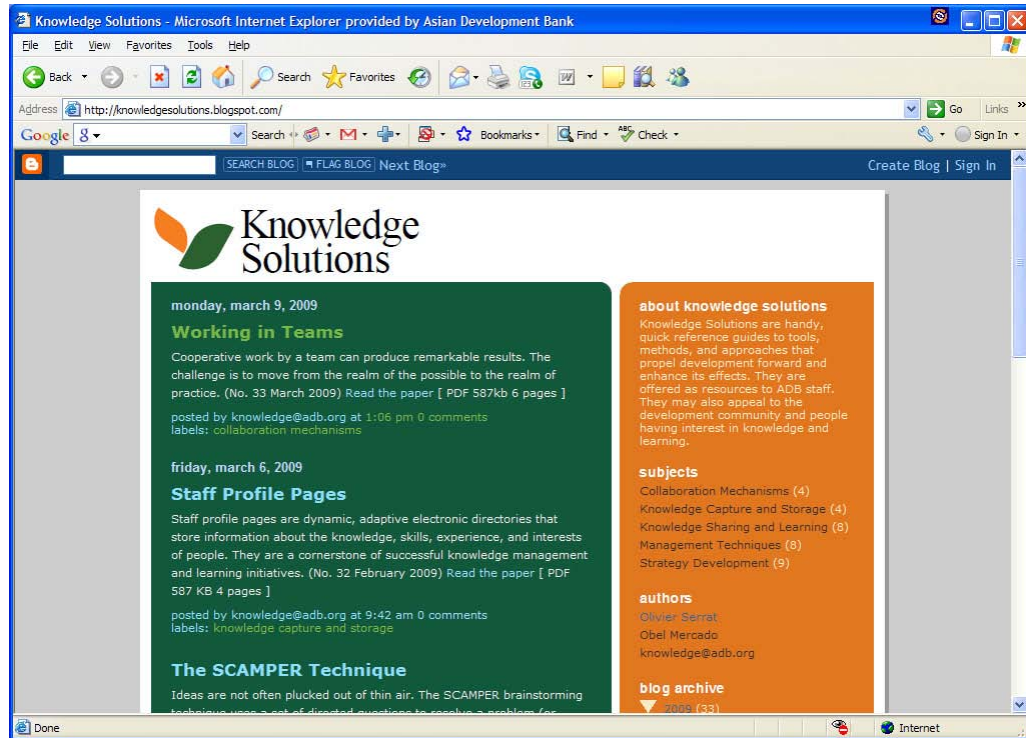 Knowledge Solutions - Microsoft Internet Explorer provided by Asian Development Bank
File Edit View Favorites Tools Help
Back Search Favorites
Address http://knowledgesolutions.blogspot.com/ Go Links »
Google Search Bookmarks Find Check Sign In
SEARCH BLOG FLAG BLOG Next Blog» Create Blog | Sign In
Knowledge
Solutions
monday, march 9, 2009
Working in Teams
Cooperative work by a team can produce remarkable results. The
challenge is to move from the realm of the possible to the realm of
practice. (No. 33 March 2009) Read the paper [ PDF 587kb 6 pages ]
posted by knowledge@adb.org at 1:06 pm 0 comments
labels: collaboration mechanisms
friday, march 6, 2009
Staff Profile Pages
Staff profile pages are dynamic, adaptive electronic directories that
store information about the knowledge, skills, experience, and interests
of people. They are a cornerstone of successful knowledge management
and learning initiatives. (No. 32 February 2009) Read the paper [ PDF
587 KB 4 pages ]
posted by knowledge@adb.org at 9:42 am 0 comments
labels: knowledge capture and storage
The SCAMPER Technique
Ideas are not often plucked out of thin air. The SCAMPER brainstorming
technique uses a set of directed questions to resolve a problem (or
about knowledge solutions
Knowledge Solutions are handy,
quick reference guides to tools,
methods, and approaches that
propel development forward and
enhance its effects. They are
offered as resources to ADB staff.
They may also appeal to the
development community and people
having interest in knowledge and
learning.
subjects
Collaboration Mechanisms (4)
Knowledge Capture and Storage (4)
Knowledge Sharing and Learning (8)
Management Techniques (8)
Strategy Development (9)
authors
Olivier Serrat
Obel Mercado
knowledge@adb.org
blog archive
2009 (33)
Done Internet